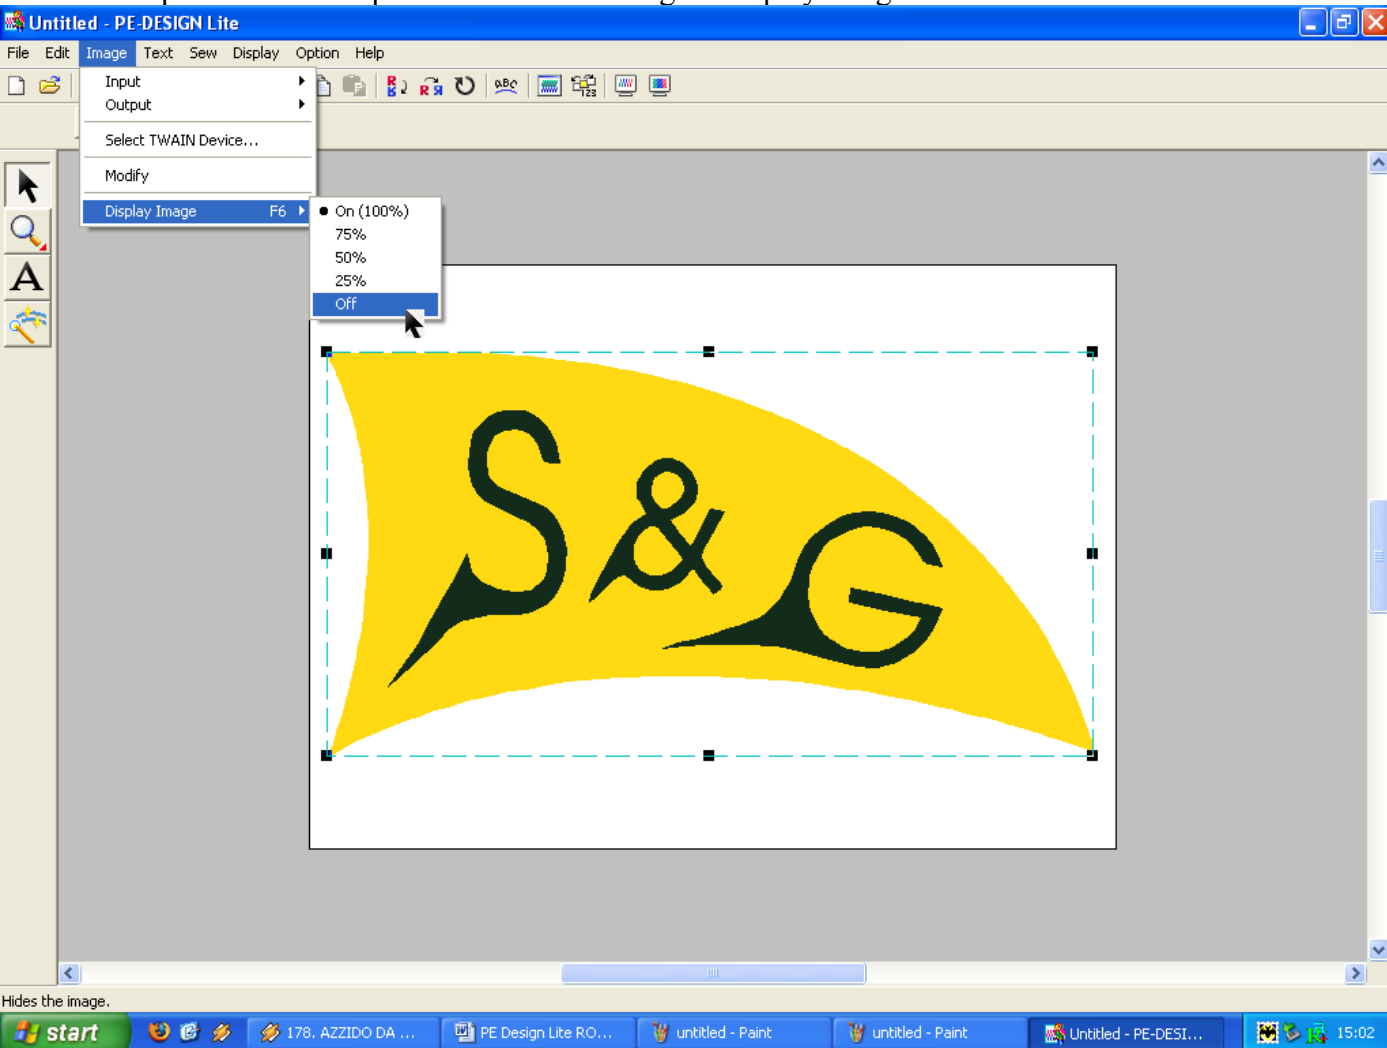 Untitled - PE-DESIGN Lite
File Edit Image Text Sew Display Option Help
Input
Output
Select TWAIN Device...
Modify
Display Image F6
On (100%)
75%
50%
25%
Off
A
S & G
Hides the image.
start 178. AZZIDO DA ... PE Design Lite RO... untitled - Paint untitled - Paint Untitled - PE-DESI... 15:02